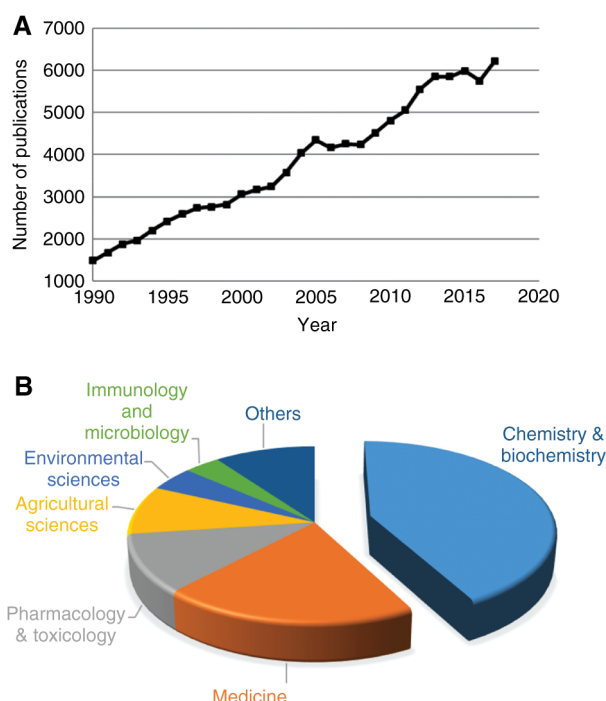 A
7000
6000
5000
4000
3000
2000
1000
Number of publications
1990 1995 2000 2005 2010 2015 2020
Year
B
Immunology
and
microbiology
Others
Chemistry &
biochemistry
Environmental
sciences
Agricultural
sciences
Pharmacology
& toxicology
Medicine